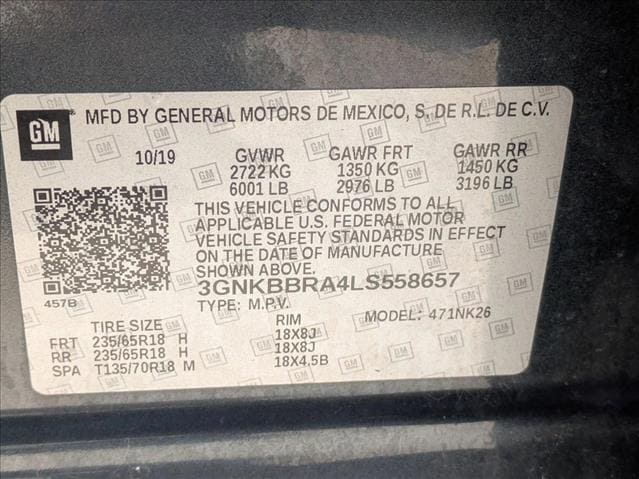 GM
MFD BY GENERAL MOTORS DE MEXICO, S. DE R.L. DE C.V.
10/19 GVWR GAWR FRT GAWR RR
2722 KG 1350 KG 1450 KG
6001 LB 2976 LB 3196 LB
THIS VEHICLE CONFORMS TO ALL
APPLICABLE U.S. FEDERAL MOTOR
VEHICLE SAFETY STANDARDS IN EFFECT
ON THE DATE OF MANUFACTURE
SHOWN ABOVE.
457B 3GNKBBRA4LS558657
TYPE: M.P.V. MODEL: 471NK26
TIRE SIZE RIM
FRT 235/65R18 H 18X8J
RR 235/65R18 H 18X8J
SPA T135/70R18 M 18X4.5B